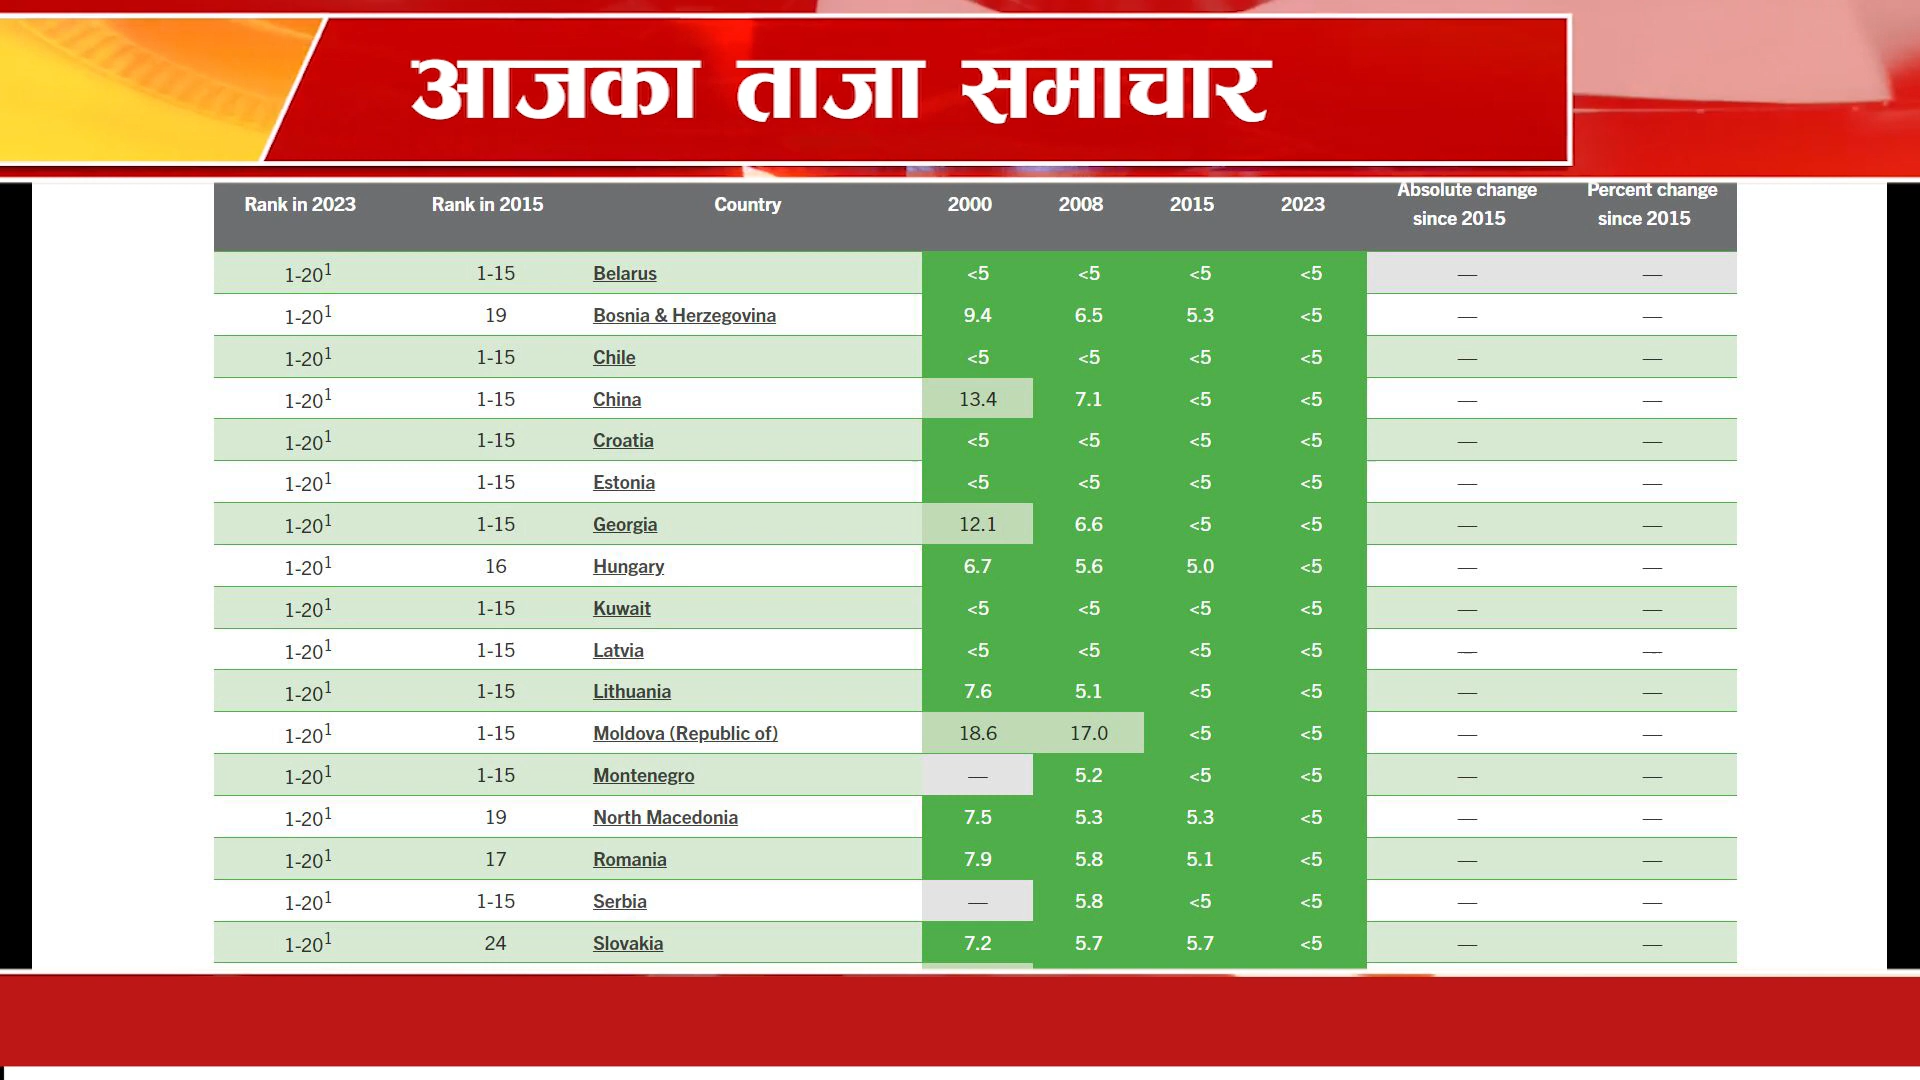 आजका ताजा समाचार
Rank in 2023 Rank in 2015 Country 2000 2008 2015 2023 Absolute change since 2015 Percent change since 2015
1-20¹ 1-15 Belarus <5 <5 <5 <5 — —
1-20¹ 19 Bosnia & Herzegovina 9.4 6.5 5.3 <5 — —
1-20¹ 1-15 Chile <5 <5 <5 <5 — —
1-20¹ 1-15 China 13.4 7.1 <5 <5 — —
1-20¹ 1-15 Croatia <5 <5 <5 <5 — —
1-20¹ 1-15 Estonia <5 <5 <5 <5 — —
1-20¹ 1-15 Georgia 12.1 6.6 <5 <5 — —
1-20¹ 16 Hungary 6.7 5.6 5.0 <5 — —
1-20¹ 1-15 Kuwait <5 <5 <5 <5 — —
1-20¹ 1-15 Latvia <5 <5 <5 <5 — —
1-20¹ 1-15 Lithuania 7.6 5.1 <5 <5 — —
1-20¹ 1-15 Moldova (Republic of) 18.6 17.0 <5 <5 — —
1-20¹ 1-15 Montenegro — 5.2 <5 <5 — —
1-20¹ 19 North Macedonia 7.5 5.3 5.3 <5 — —
1-20¹ 17 Romania 7.9 5.8 5.1 <5 — —
1-20¹ 1-15 Serbia — 5.8 <5 <5 — —
1-20¹ 24 Slovakia 7.2 5.7 5.7 <5 — —